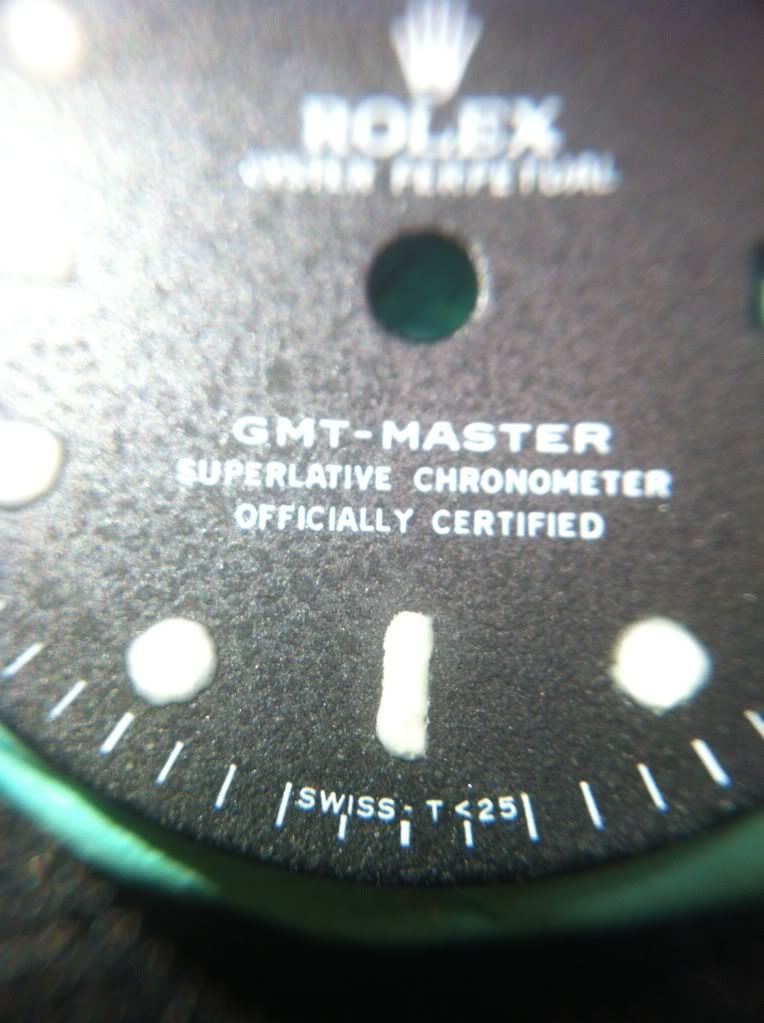 ROLEX
OYSTER PERPETUAL
GMT-MASTER
SUPERLATIVE CHRONOMETER
OFFICIALLY CERTIFIED
SWISS - T<25